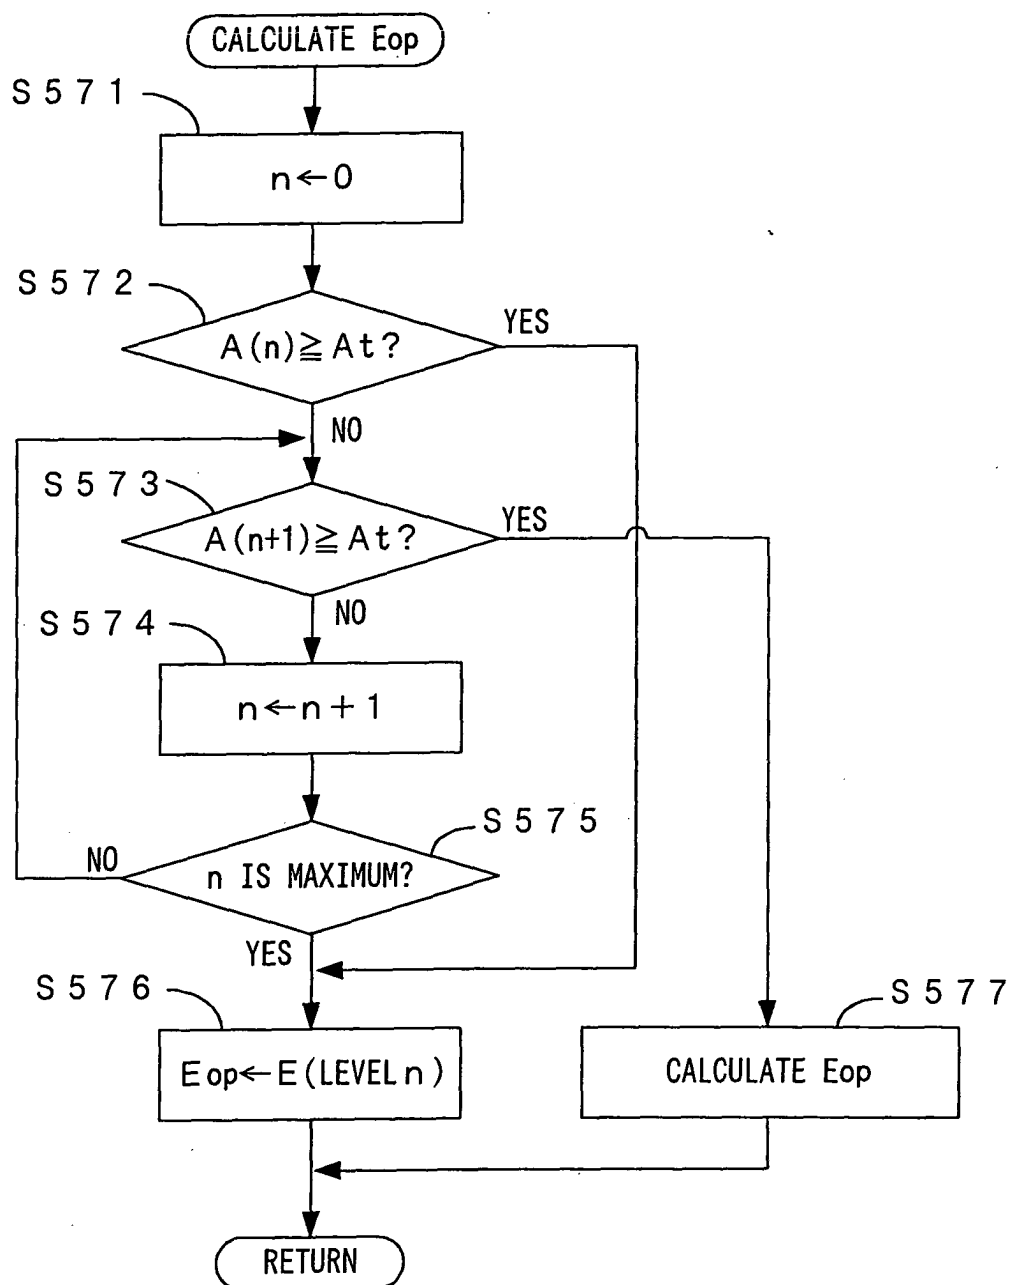 CALCULATE Eop
S571
n←0
S572
A(n)≧At?
YES
NO
S573
A(n+1)≧At?
YES
NO
S574
n←n+1
S575
n IS MAXIMUM?
NO
YES
S576
Eop←E(LEVEL n)
S577
CALCULATE Eop
RETURN